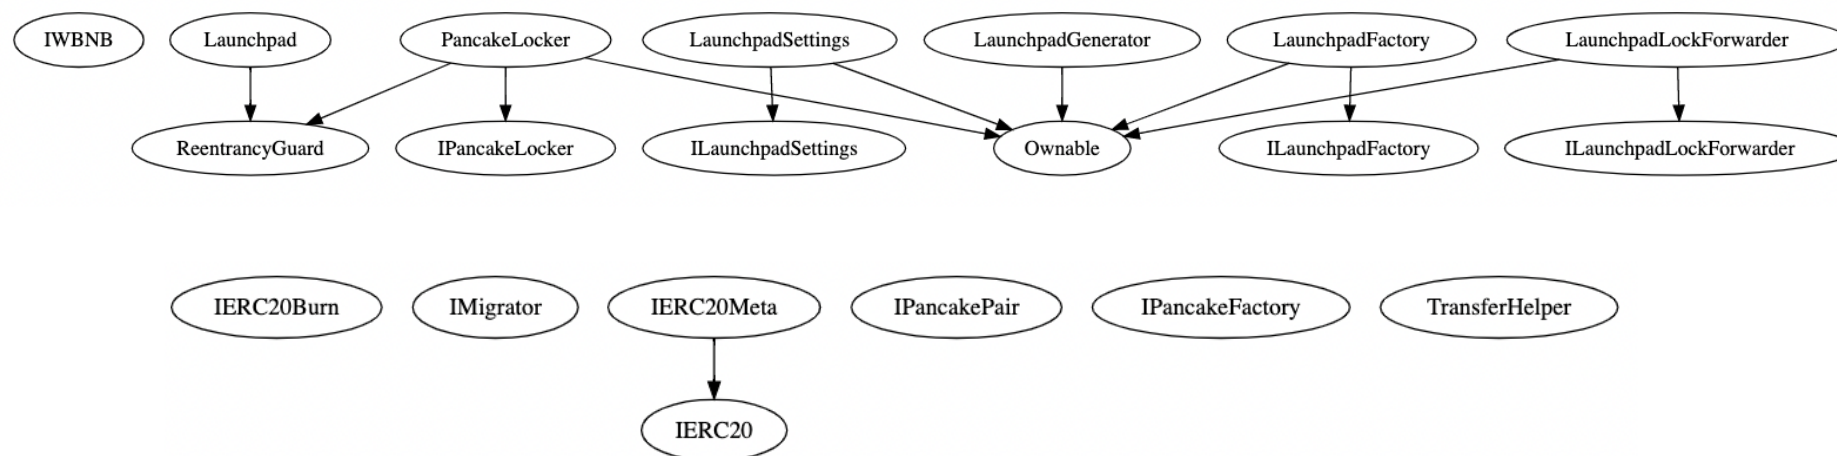 IWBNB
Launchpad
PancakeLocker
LaunchpadSettings
LaunchpadGenerator
LaunchpadFactory
LaunchpadLockForwarder
ReentrancyGuard
IPancakeLocker
ILaunchpadSettings
Ownable
ILaunchpadFactory
ILaunchpadLockForwarder
IERC20Burn
IMigrator
IERC20Meta
IPancakePair
IPancakeFactory
TransferHelper
IERC20